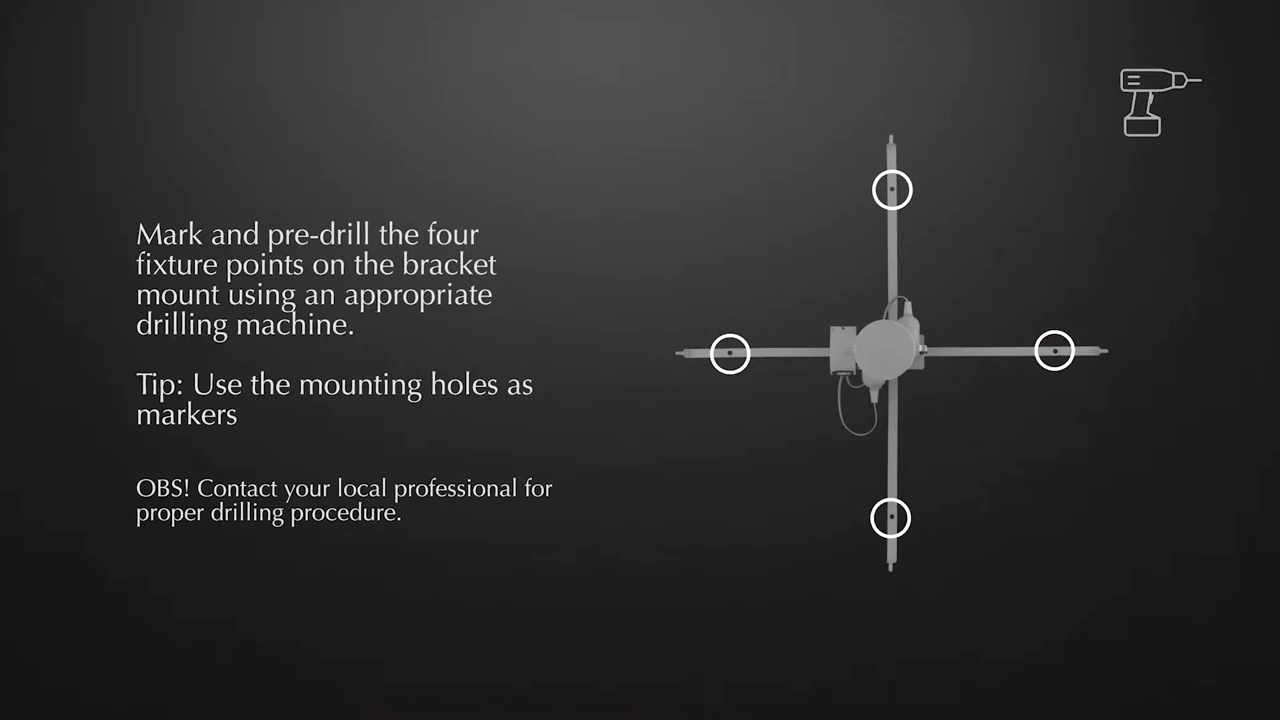 Mark and pre-drill the four
fixture points on the bracket
mount using an appropriate
drilling machine.
Tip: Use the mounting holes as
markers
OBS! Contact your local professional for
proper drilling procedure.